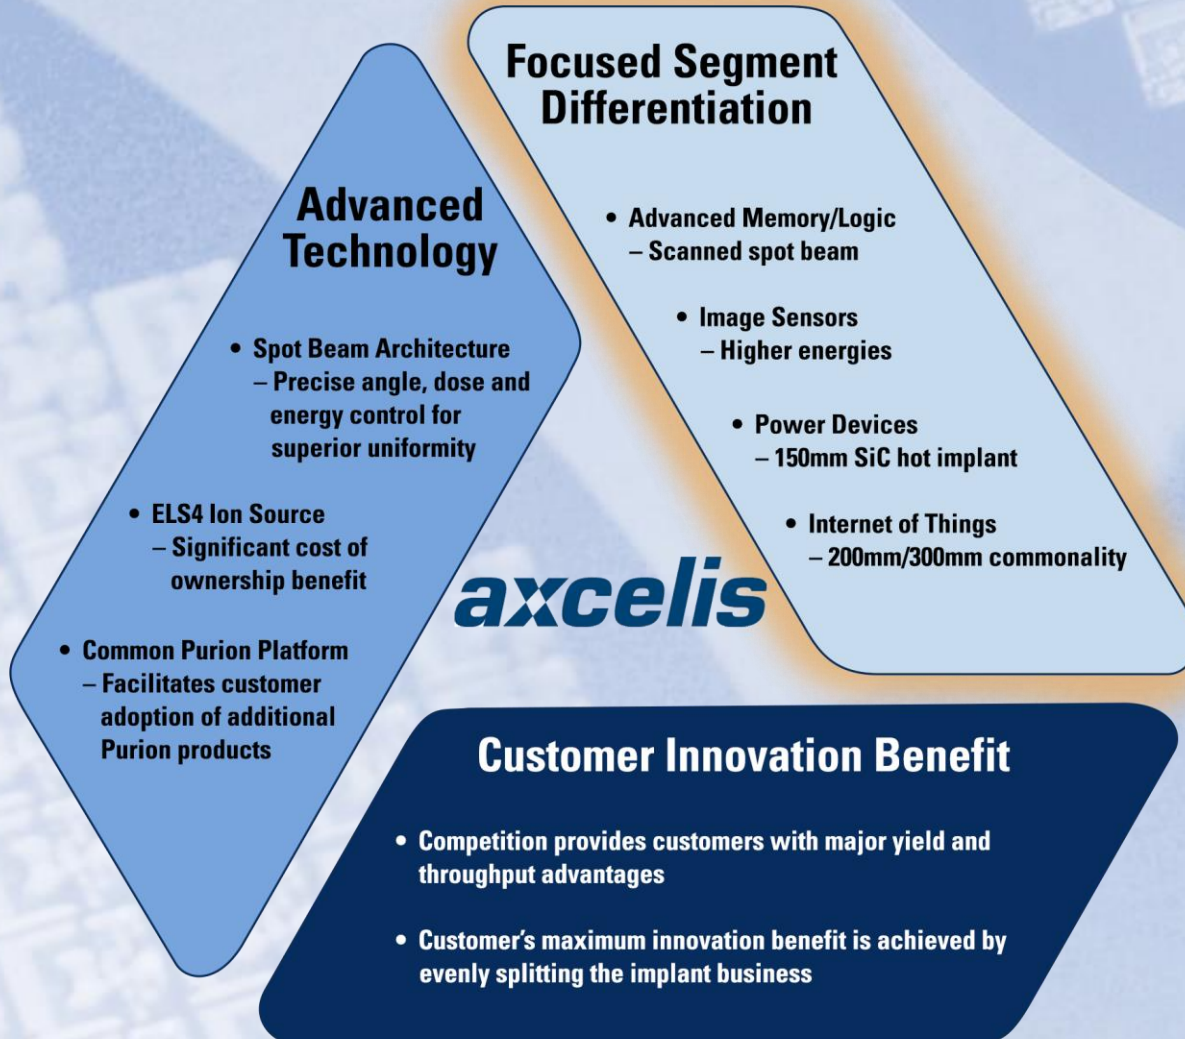 Focused Segment
Differentiation
• Advanced Memory/Logic
– Scanned spot beam
• Image Sensors
– Higher energies
• Power Devices
– 150mm SiC hot implant
• Internet of Things
– 200mm/300mm commonality
Advanced
Technology
• Spot Beam Architecture
– Precise angle, dose and
energy control for
superior uniformity
• ELS4 Ion Source
– Significant cost of
ownership benefit
• Common Purion Platform
– Facilitates customer
adoption of additional
Purion products
axcelis
Customer Innovation Benefit
• Competition provides customers with major yield and
throughput advantages
• Customer’s maximum innovation benefit is achieved by
evenly splitting the implant business